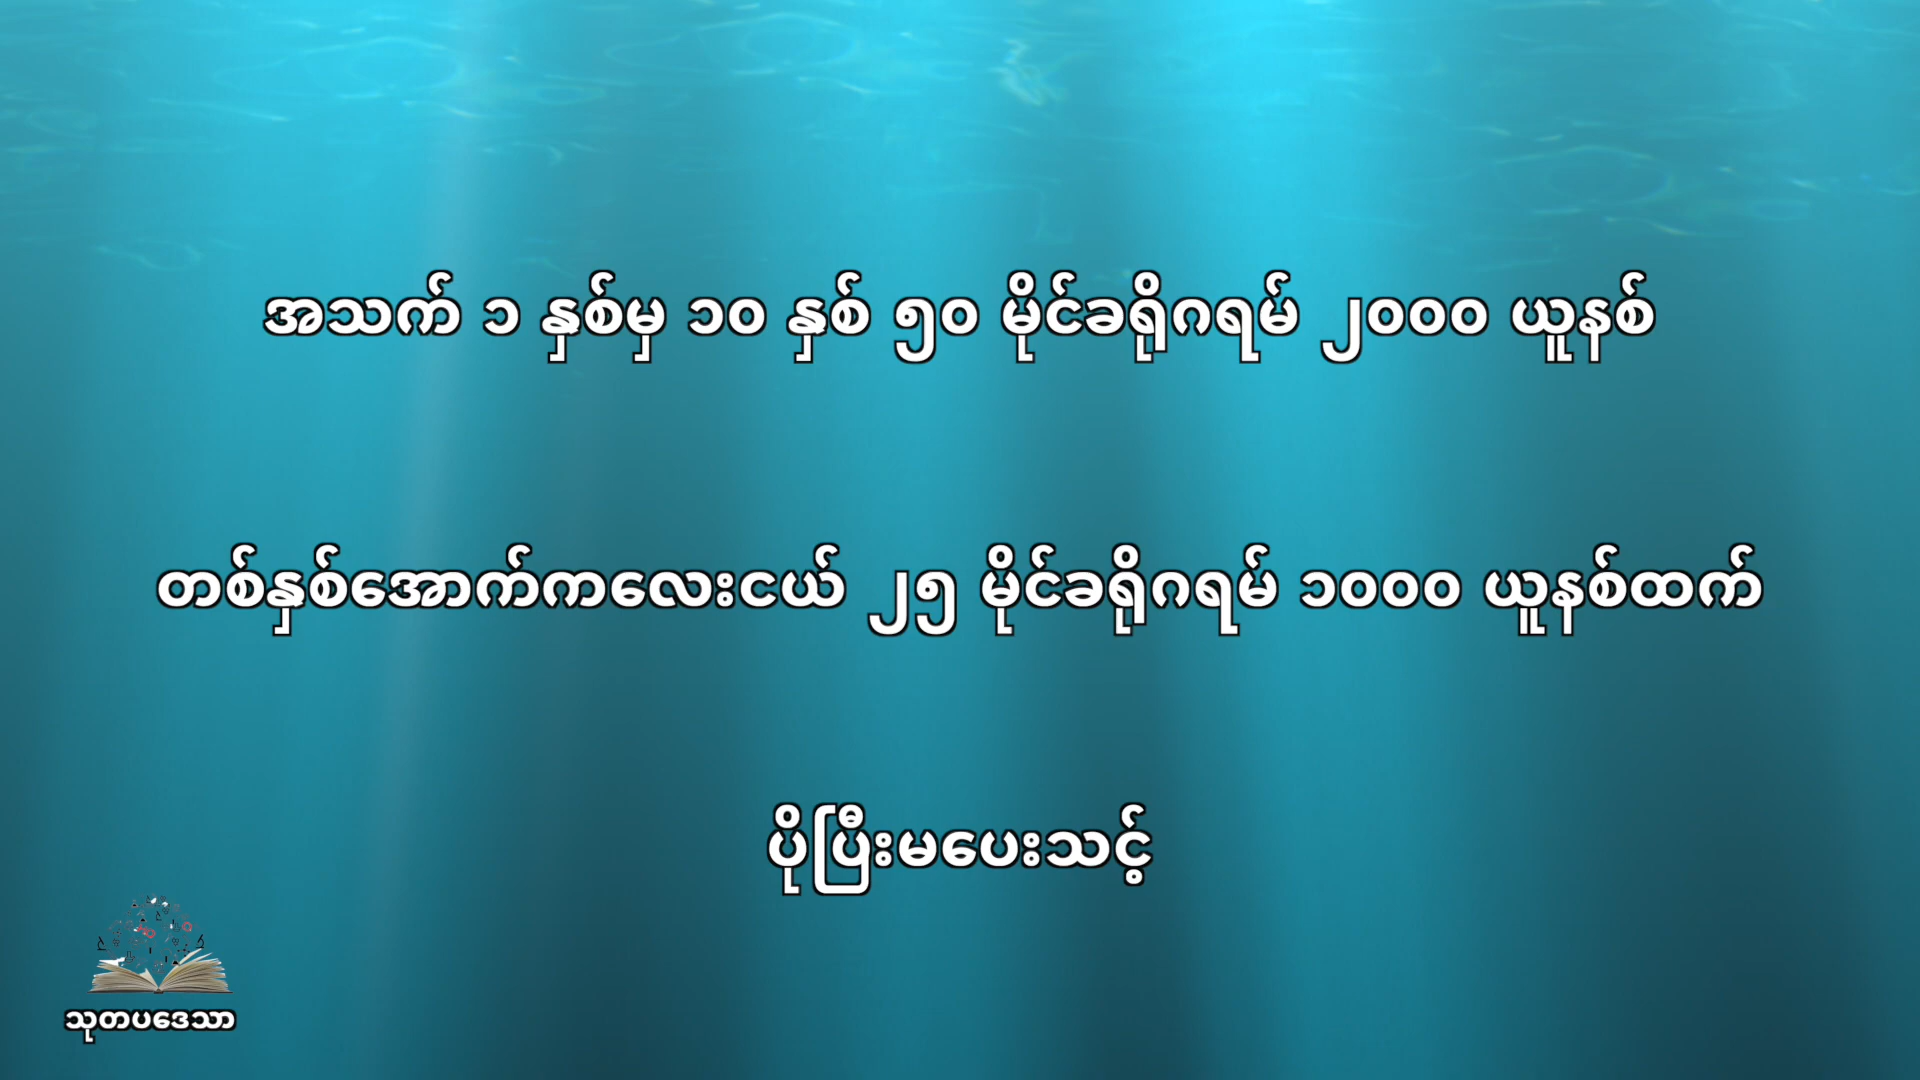 အသက် ၁ နှစ်မှ ၁၀ နှစ် ၅၀ မိုင်ခရိုဂရမ် ၂၀၀၀ ယူနစ်
တစ်နှစ်အောက်ကလေးငယ် ၂၅ မိုင်ခရိုဂရမ် ၁၀၀၀ ယူနစ်ထက်
ပိုပြီးမပေးသင့်
သုတပဒေသာ